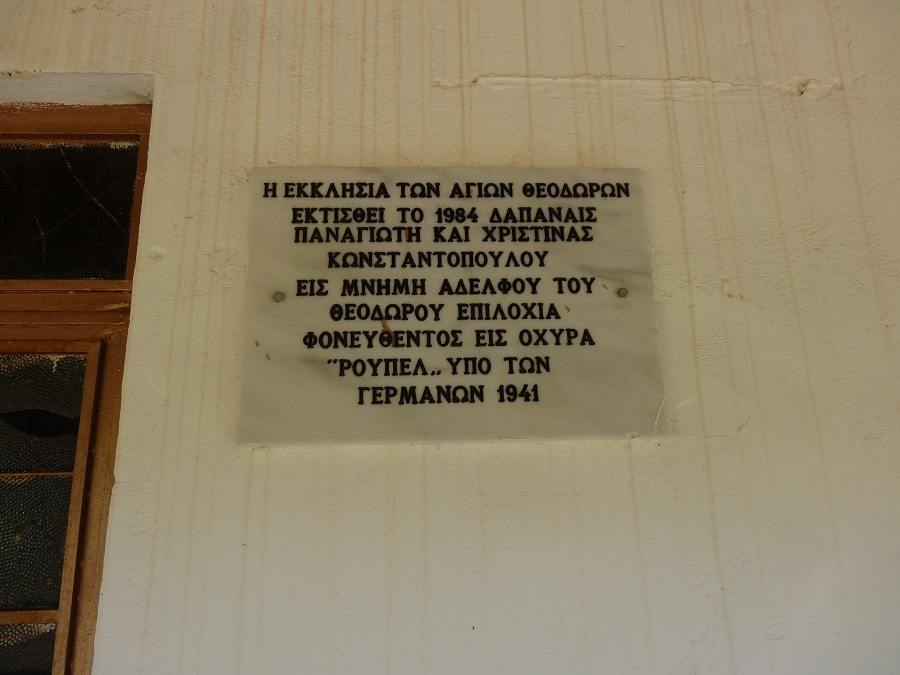 Η ΕΚΚΛΗΣΙΑ ΤΩΝ ΑΓΙΩΝ ΘΕΟΔΩΡΩΝ
ΕΚΤΙΣΘΕΙ ΤΟ 1984 ΔΑΠΑΝΑΙΣ
ΠΑΝΑΓΙΩΤΗ ΚΑΙ ΧΡΙΣΤΙΝΑΣ
ΚΩΝΣΤΑΝΤΟΠΟΥΛΟΥ
ΕΙΣ ΜΝΗΜΗ ΑΔΕΛΦΟΥ ΤΟΥ
ΘΕΟΔΩΡΟΥ ΕΠΙΛΟΧΙΑ
ΦΟΝΕΥΘΕΝΤΟΣ ΕΙΣ ΟΧΥΡΑ
"ΡΟΥΠΕΛ,, ΥΠΟ ΤΩΝ
ΓΕΡΜΑΝΩΝ 1941